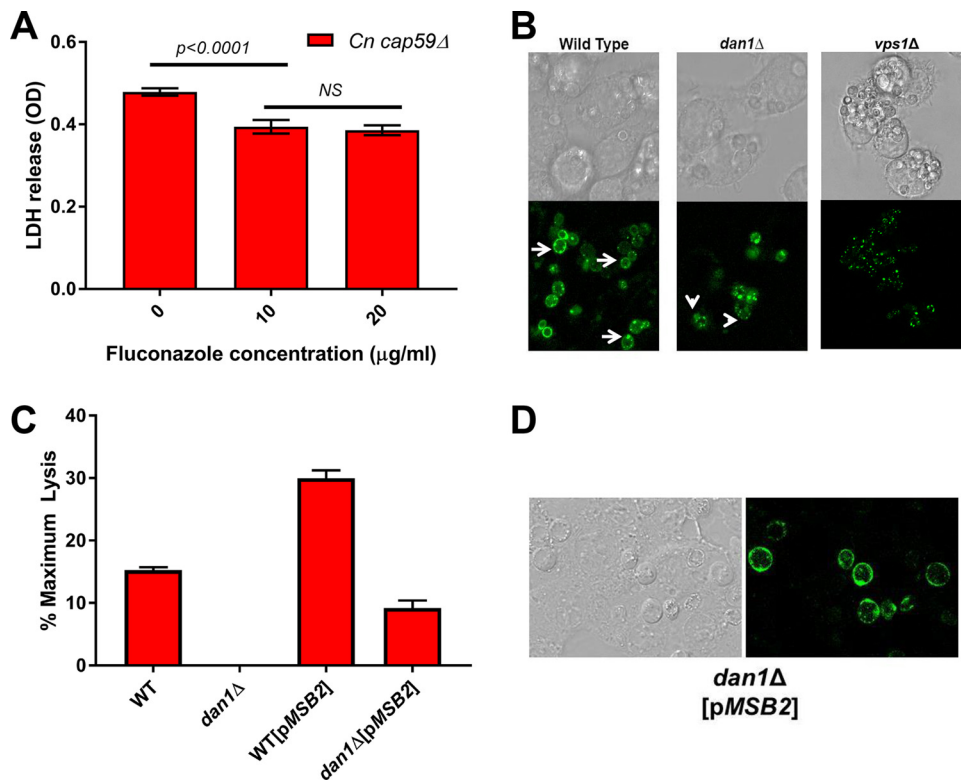 A
Cn cap59Δ
p<0.0001
NS
LDH release (OD)
0.6
0.4
0.2
0.0
0
10
20
Fluconazole concentration (μg/ml)
B
Wild Type
dan1Δ
vps1Δ
C
% Maximum Lysis
40
30
20
10
0
WT
dan1Δ
WT[pMSB2]
dan1Δ[pMSB2]
D
dan1Δ
[pMSB2]